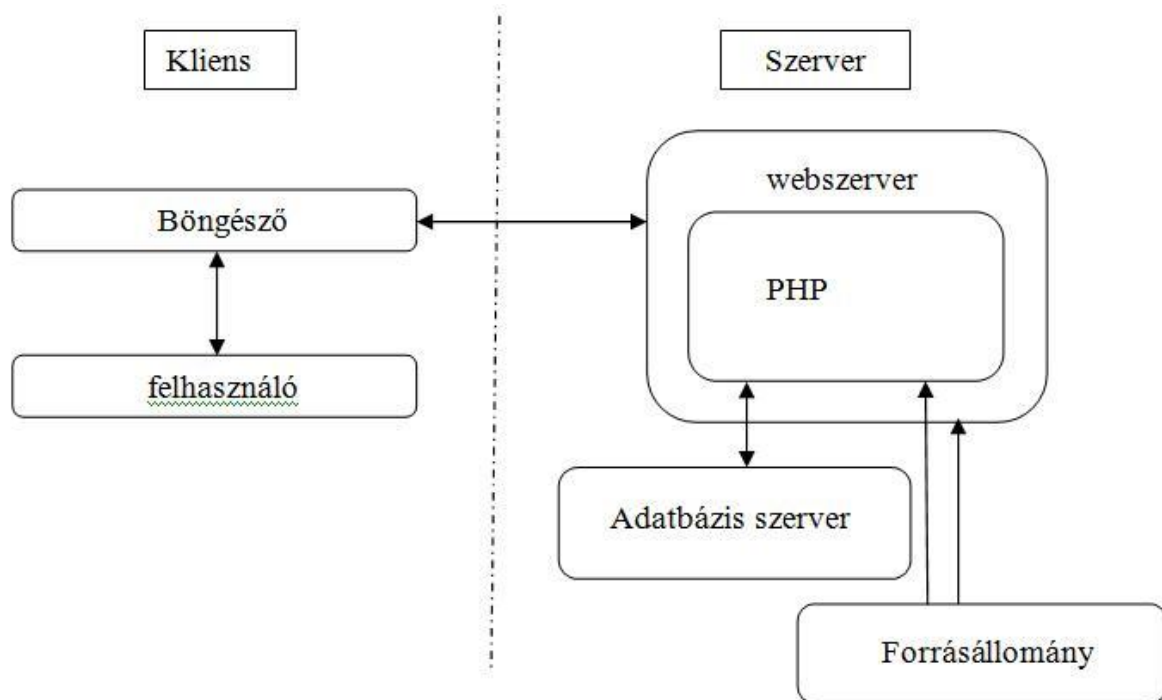 Kliens
Szerver
webszerver
Böngésző
PHP
felhasználó
Adatbázis szerver
Forrásállomány